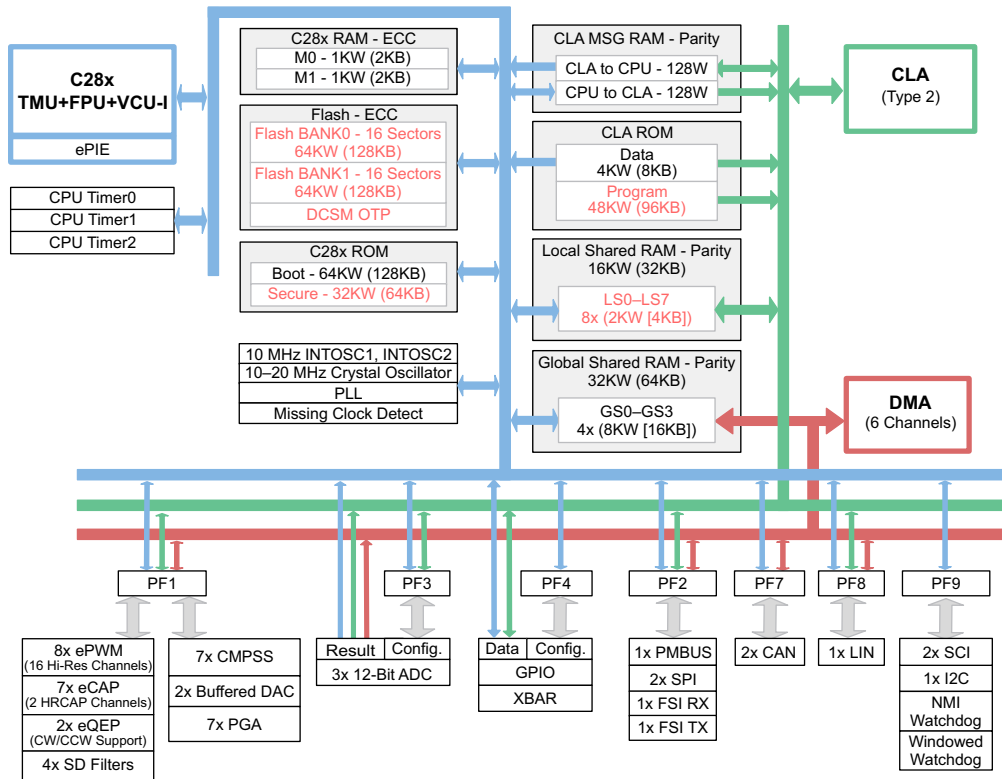 C28x
TMU+FPU+VCU-I
ePIE
CPU Timer0
CPU Timer1
CPU Timer2
C28x RAM - ECC
M0 - 1KW (2KB)
M1 - 1KW (2KB)
Flash - ECC
Flash BANK0 - 16 Sectors
64KW (128KB)
Flash BANK1 - 16 Sectors
64KW (128KB)
DCSM OTP
C28x ROM
Boot - 64KW (128KB)
Secure - 32KW (64KB)
10 MHz INTOSC1, INTOSC2
10–20 MHz Crystal Oscillator
PLL
Missing Clock Detect
CLA MSG RAM - Parity
CLA to CPU - 128W
CPU to CLA - 128W
CLA ROM
Data
4KW (8KB)
Program
48KW (96KB)
Local Shared RAM - Parity
16KW (32KB)
LS0–LS7
8x (2KW [4KB])
Global Shared RAM - Parity
32KW (64KB)
GS0–GS3
4x (8KW [16KB])
CLA
(Type 2)
DMA
(6 Channels)
PF1
PF3
PF4
PF2
PF7
PF8
PF9
8x ePWM
(16 Hi-Res Channels)
7x eCAP
(2 HRCAP Channels)
2x eQEP
(CW/CCW Support)
4x SD Filters
7x CMPSS
2x Buffered DAC
7x PGA
Result
Config.
3x 12-Bit ADC
Data
Config.
GPIO
XBAR
1x PMBUS
2x SPI
1x FSI RX
1x FSI TX
2x CAN
1x LIN
2x SCI
1x I2C
NMI
Watchdog
Windowed
Watchdog